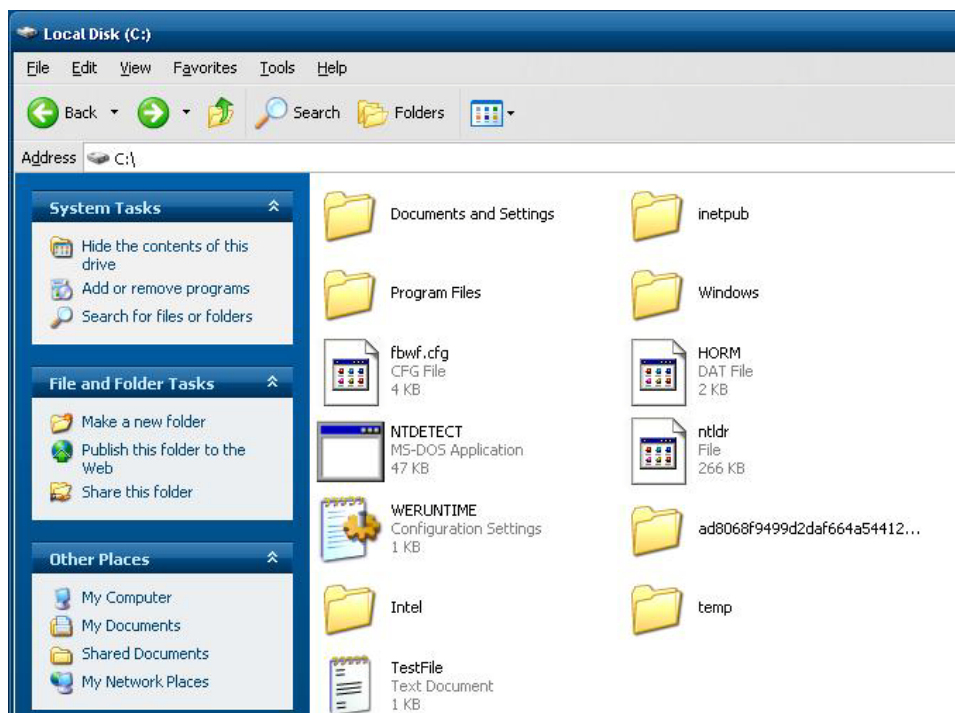 Local Disk (C:)
File Edit View Favorites Tools Help
Back Search Folders
Address C:\
System Tasks
Hide the contents of this
drive
Add or remove programs
Search for files or folders
File and Folder Tasks
Make a new folder
Publish this folder to the
Web
Share this folder
Other Places
My Computer
My Documents
Shared Documents
My Network Places
Documents and Settings
inetpub
Program Files
Windows
fbwf.cfg
CFG File
4 KB
HORM
DAT File
2 KB
NTDETECT
MS-DOS Application
47 KB
ntldr
File
266 KB
WERUNTIME
Configuration Settings
1 KB
ad8068f9499d2daf664a54412...
Intel
temp
TestFile
Text Document
1 KB